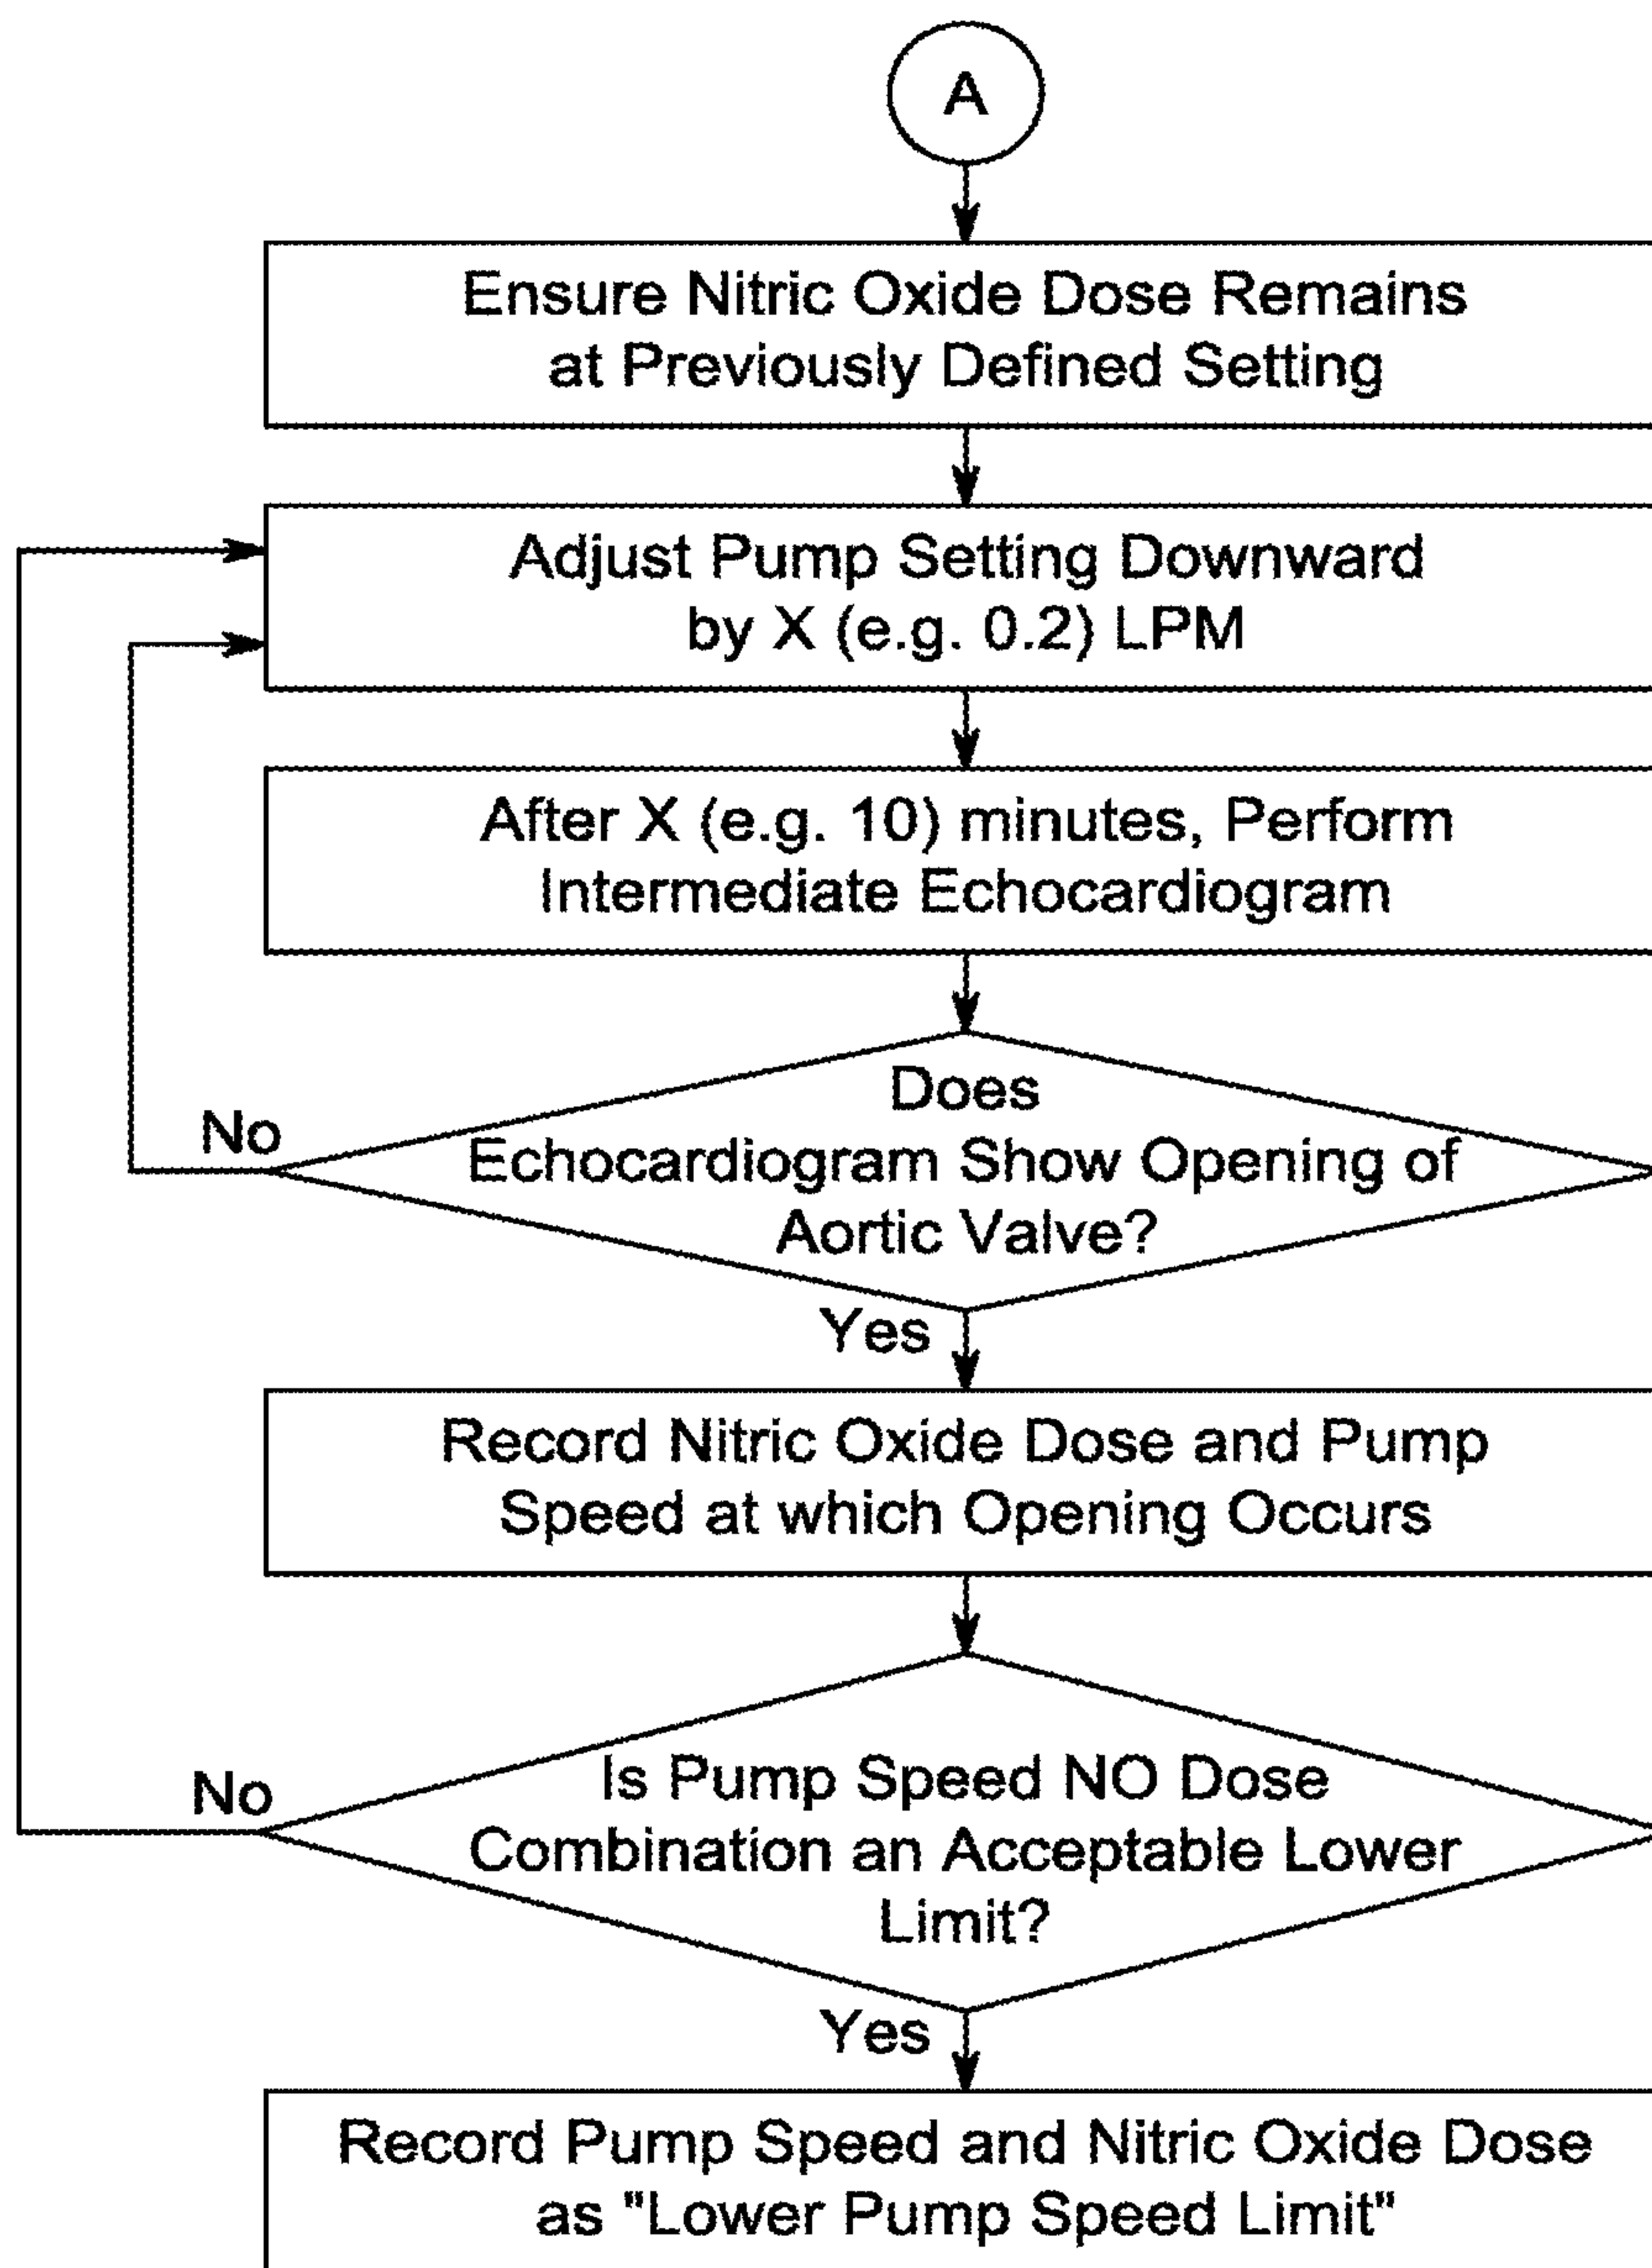 A
Ensure Nitric Oxide Dose Remains
at Previously Defined Setting
Adjust Pump Setting Downward
by X (e.g. 0.2) LPM
After X (e.g. 10) minutes, Perform
Intermediate Echocardiogram
Does
Echocardiogram Show Opening of
Aortic Valve?
No
Yes
Record Nitric Oxide Dose and Pump
Speed at which Opening Occurs
Is Pump Speed NO Dose
Combination an Acceptable Lower
Limit?
No
Yes
Record Pump Speed and Nitric Oxide Dose
as "Lower Pump Speed Limit"